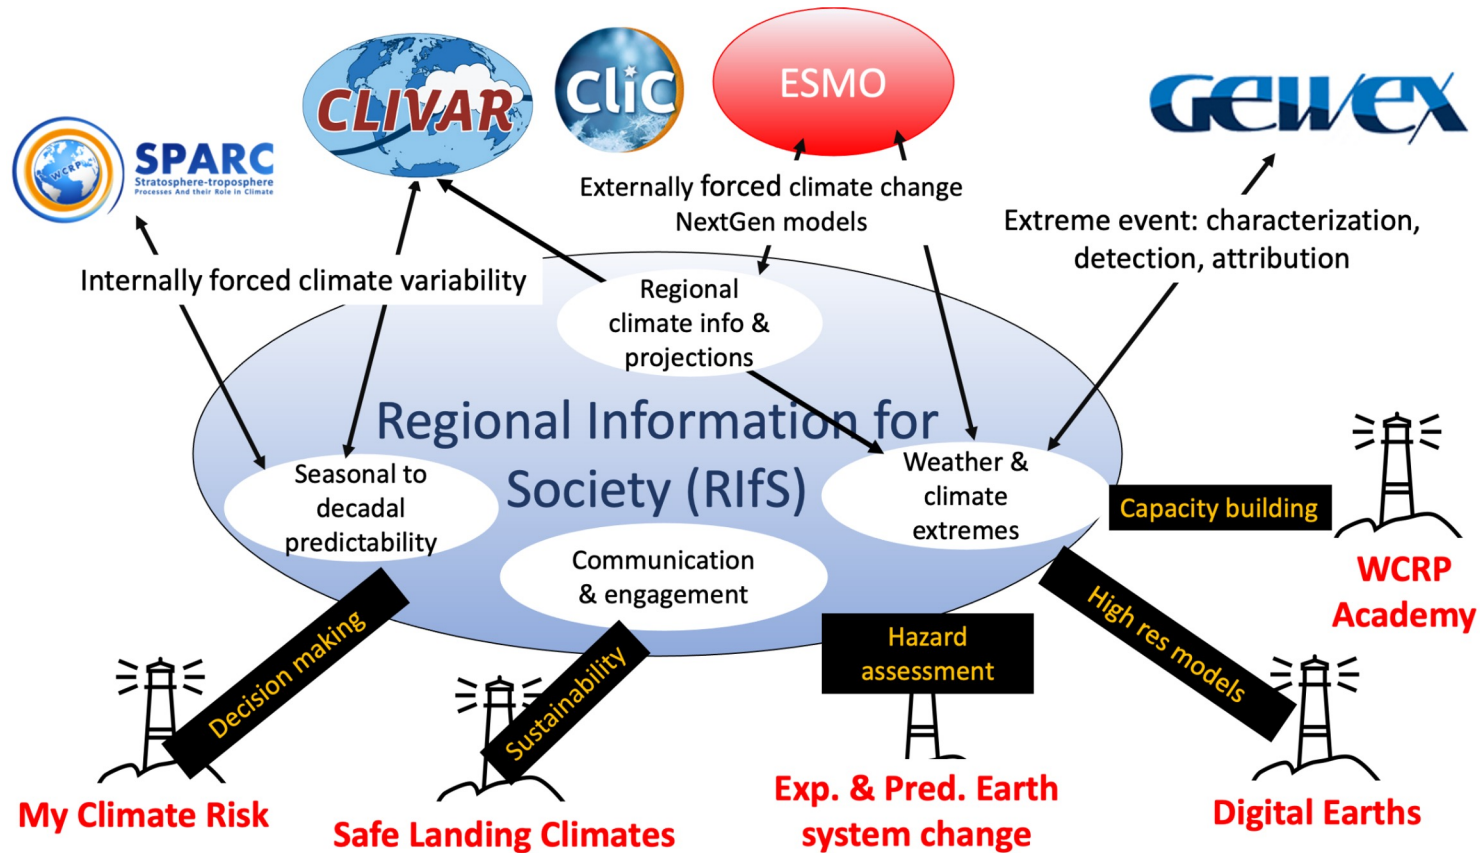 CLIVAR
CliC
ESMO
GEWEX
WCRP
SPARC
Stratosphere-troposphere
Processes And their Role in Climate
Externally forced climate change
NextGen models
Extreme event: characterization,
detection, attribution
Internally forced climate variability
Regional
climate info &
projections
Regional Information for
Society (RIfS)
Seasonal to
decadal
predictability
Weather &
climate
extremes
Communication
& engagement
Capacity building
WCRP
Academy
Decision making
Sustainability
Hazard
assessment
High res models
My Climate Risk
Safe Landing Climates
Exp. & Pred. Earth
system change
Digital Earths